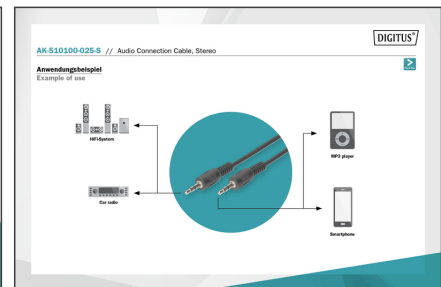 DIGITUS®
AK-510100-025-S // Audio Connection Cable, Stereo
Anwendungsbeispiel
Example of use
HiFi-System
MP3 player
Car radio
Smartphone